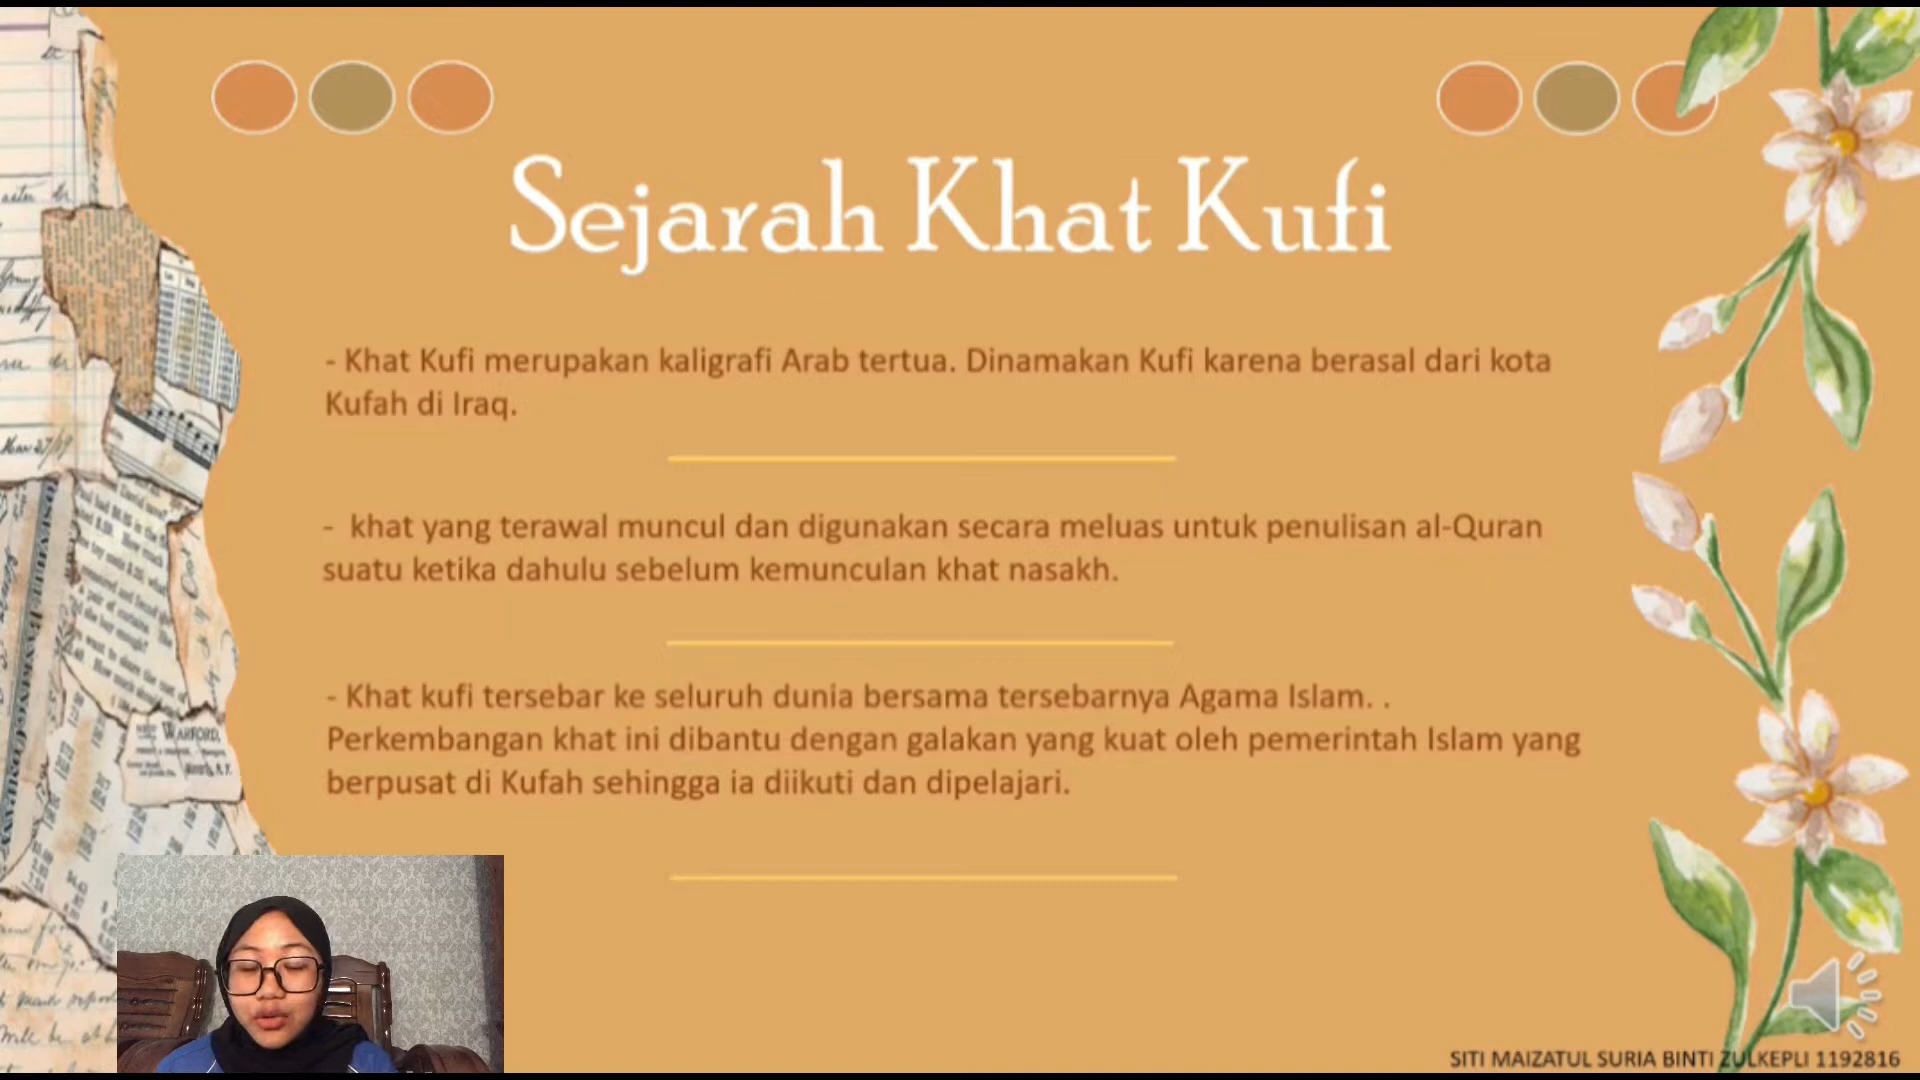 Sejarah Khat Kufi
- Khat Kufi merupakan kaligrafi Arab tertua. Dinamakan Kufi karena berasal dari kota
Kufah di Iraq.
- khat yang terawal muncul dan digunakan secara meluas untuk penulisan al-Quran
suatu ketika dahulu sebelum kemunculan khat nasakh.
- Khat kufi tersebar ke seluruh dunia bersama tersebarnya Agama Islam. .
Perkembangan khat ini dibantu dengan galakan yang kuat oleh pemerintah Islam yang
berpusat di Kufah sehingga ia diikuti dan dipelajari.
WARFORD,
SITI MAIZATUL SURIA BINTI ZULKEPLI 1192816